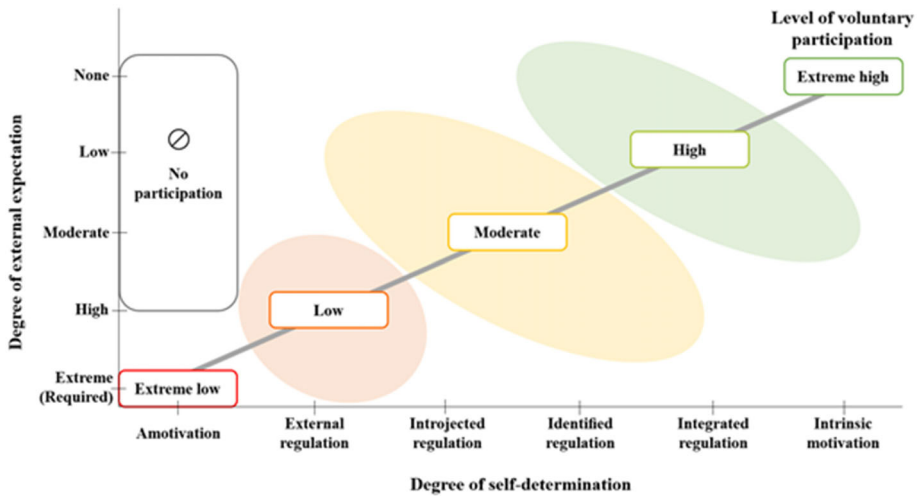 Level of voluntary
participation
None
Extreme high
Low
No
participation
High
Degree of external expectation
Moderate
Moderate
High
Low
Extreme
(Required)
Extreme low
Amotivation
External
regulation
Introjected
regulation
Identified
regulation
Integrated
regulation
Intrinsic
motivation
Degree of self-determination